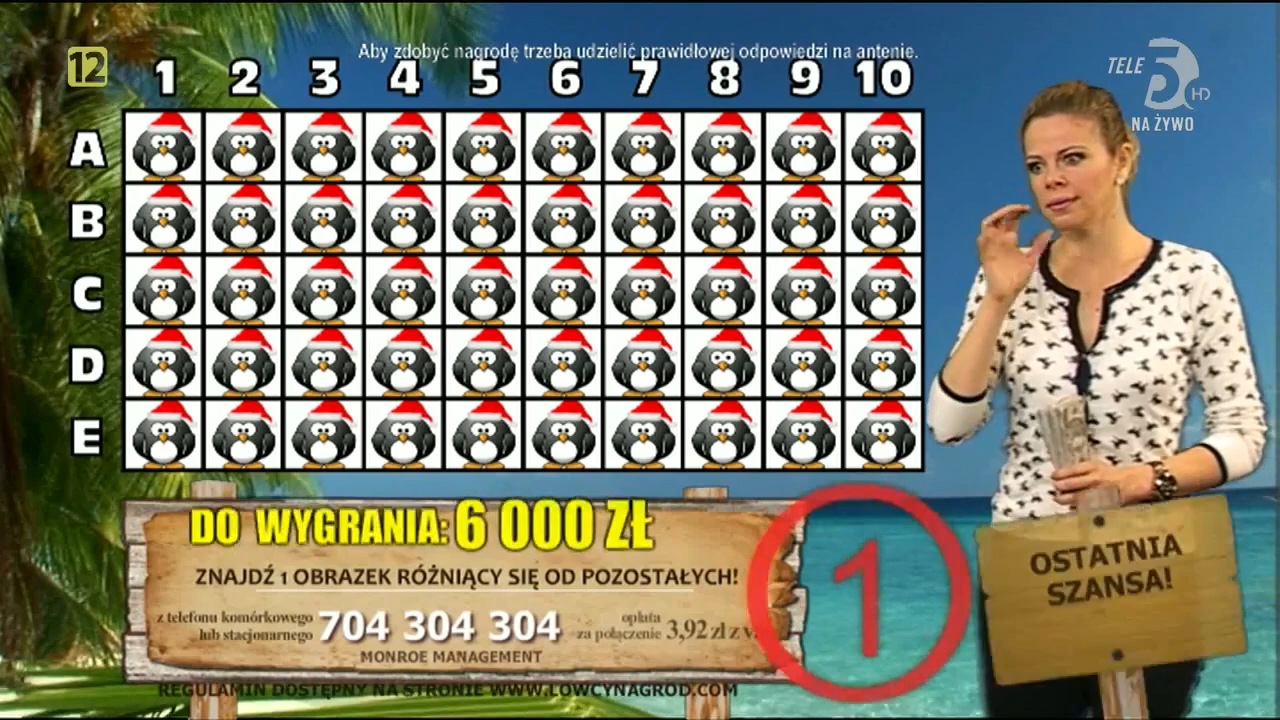 Aby zdobyć nagrodę trzeba udzielić prawidłowej odpowiedzi na antenie.
12
1 2 3 4 5 6 7 8 9 10
TELE 5 HD
NA ŻYWO
A
B
C
D
E
DO WYGRANIA: 6 000 ZŁ
ZNAJDŹ 1 OBRAZEK RÓŻNIĄCY SIĘ OD POZOSTAŁYCH!
z telefonu komórkowego
lub stacjonarnego
704 304 304
opłata
za połączenie 3,92 zł z
MONROE MANAGEMENT
REGULAMIN DOSTĘPNY NA STRONIE WWW.LOWCYNAGROD.COM
1
OSTATNIA
SZANSA!